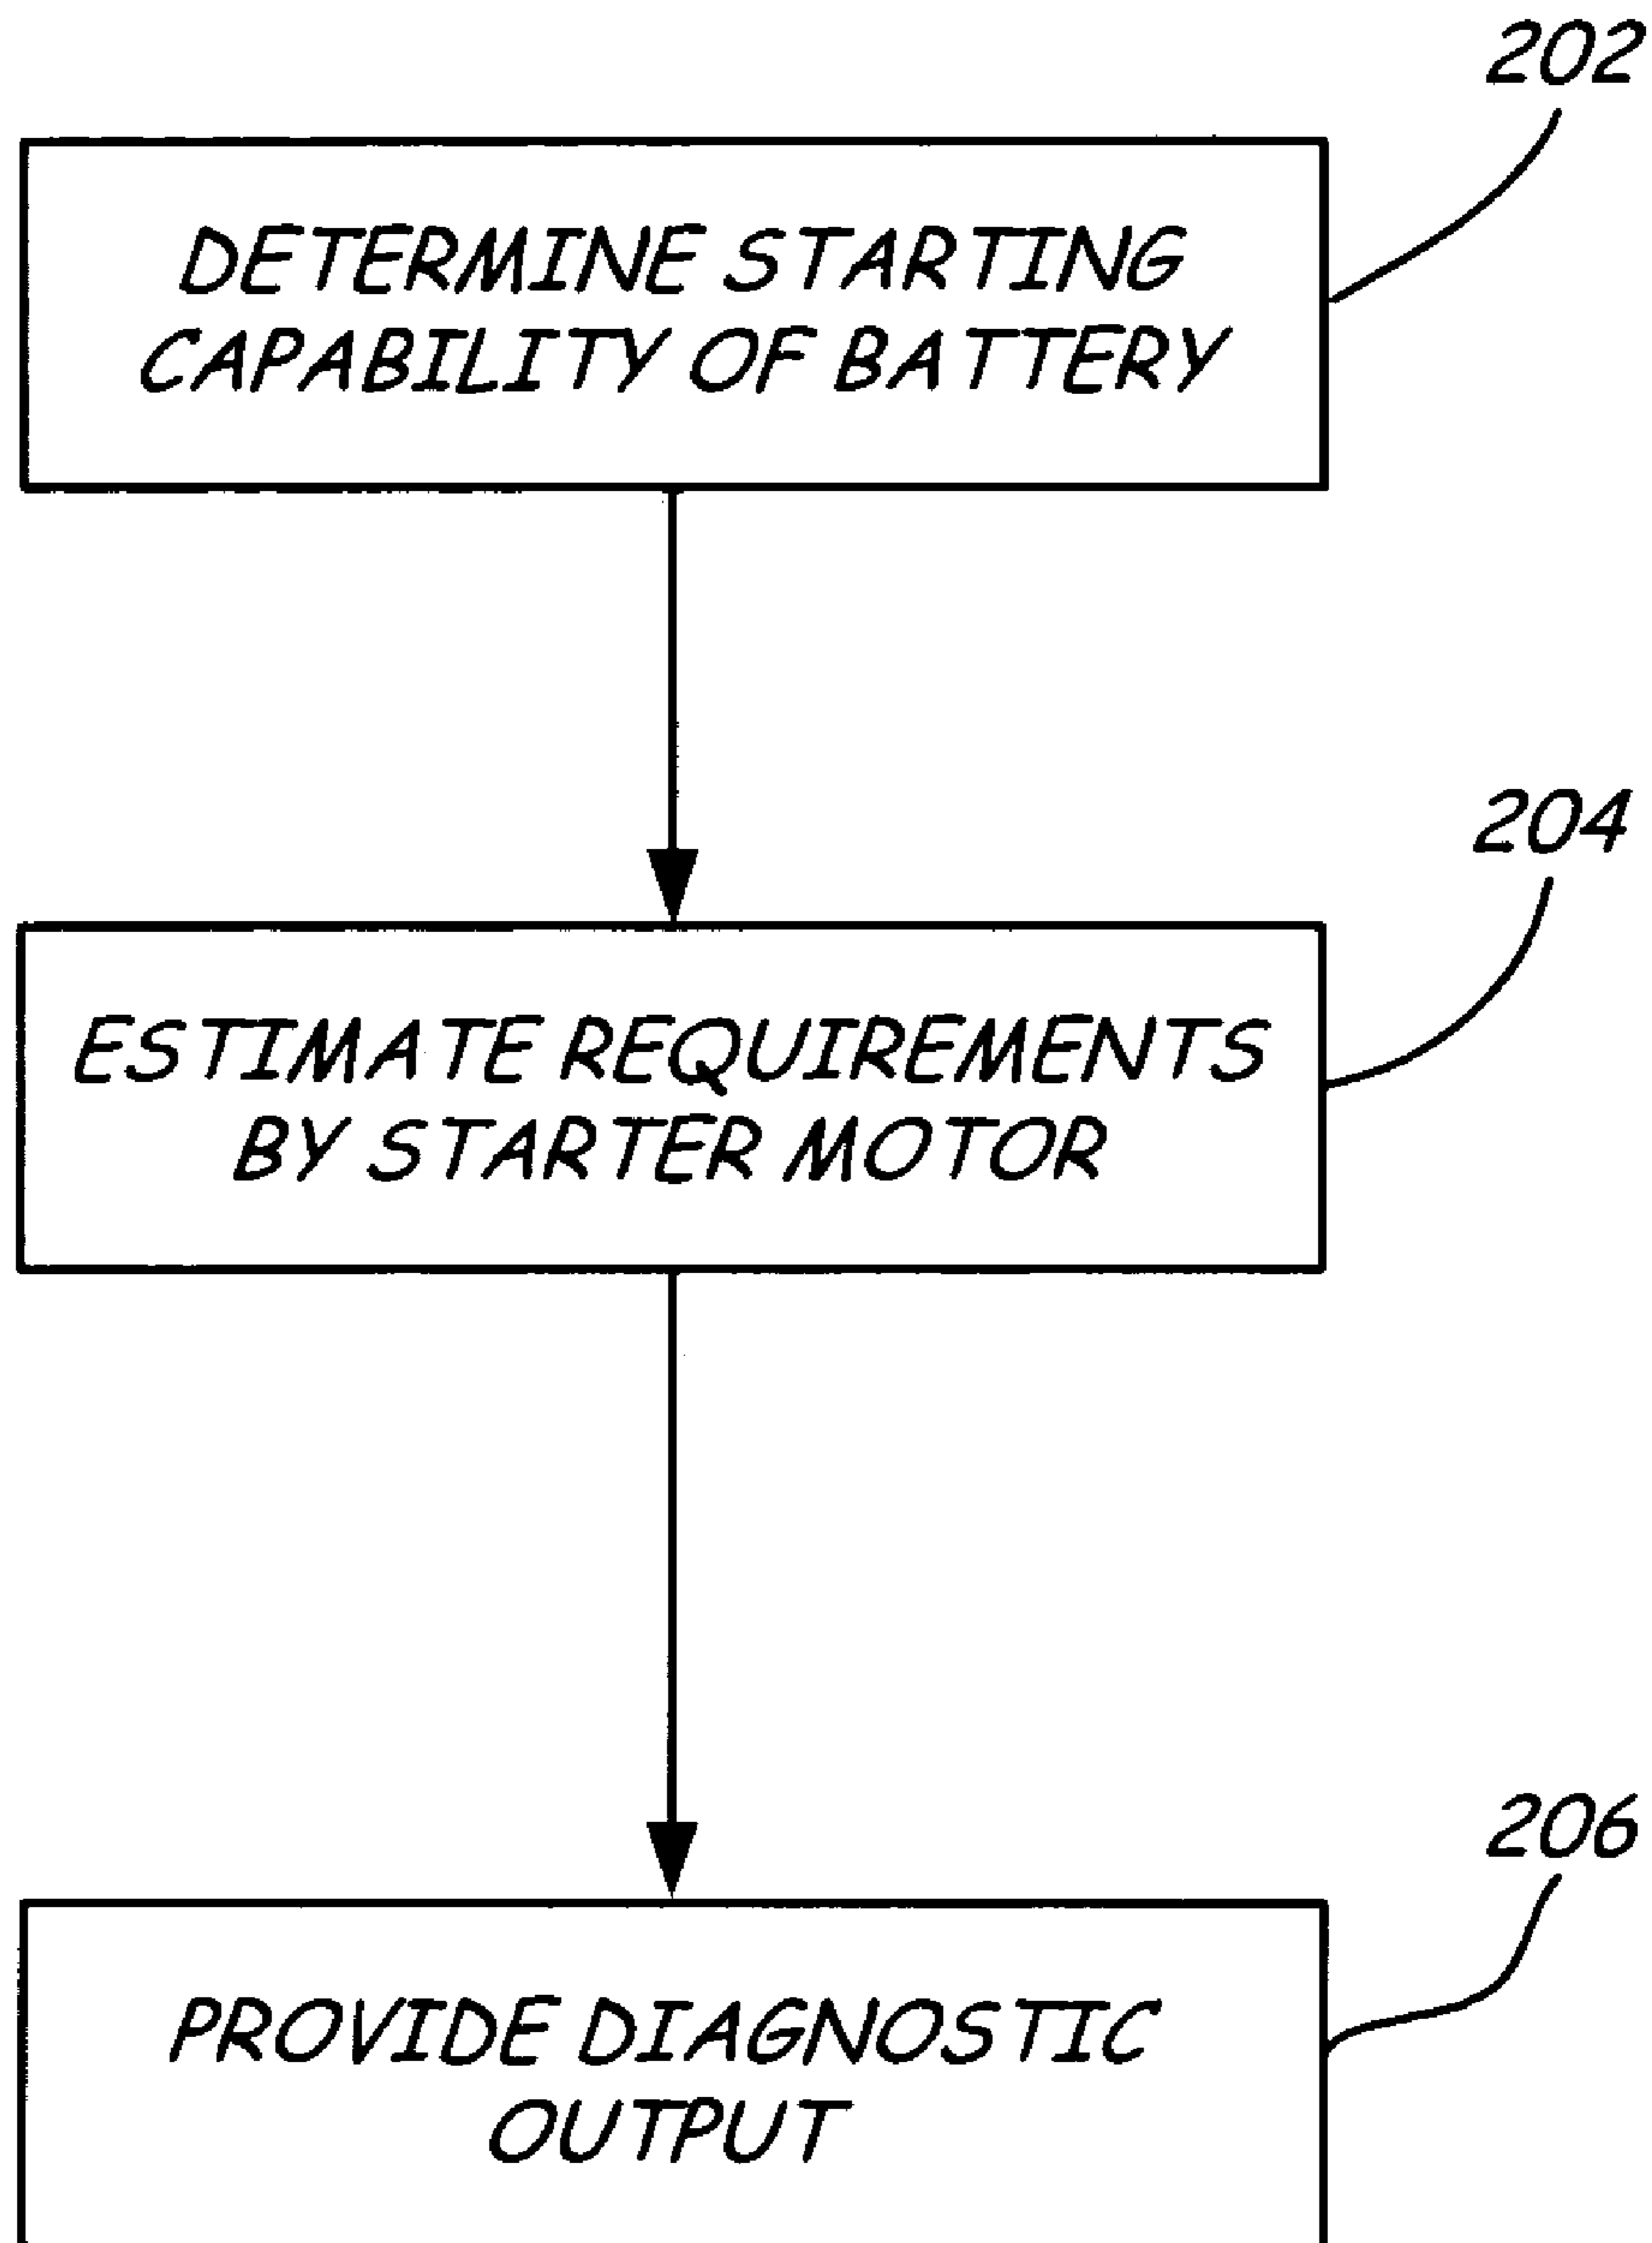 202
DETERMINE STARTING
CAPABILITY OF BATTERY
204
ESTIMATE REQUIREMENTS
BY STARTER MOTOR
206
PROVIDE DIAGNOSTIC
OUTPUT